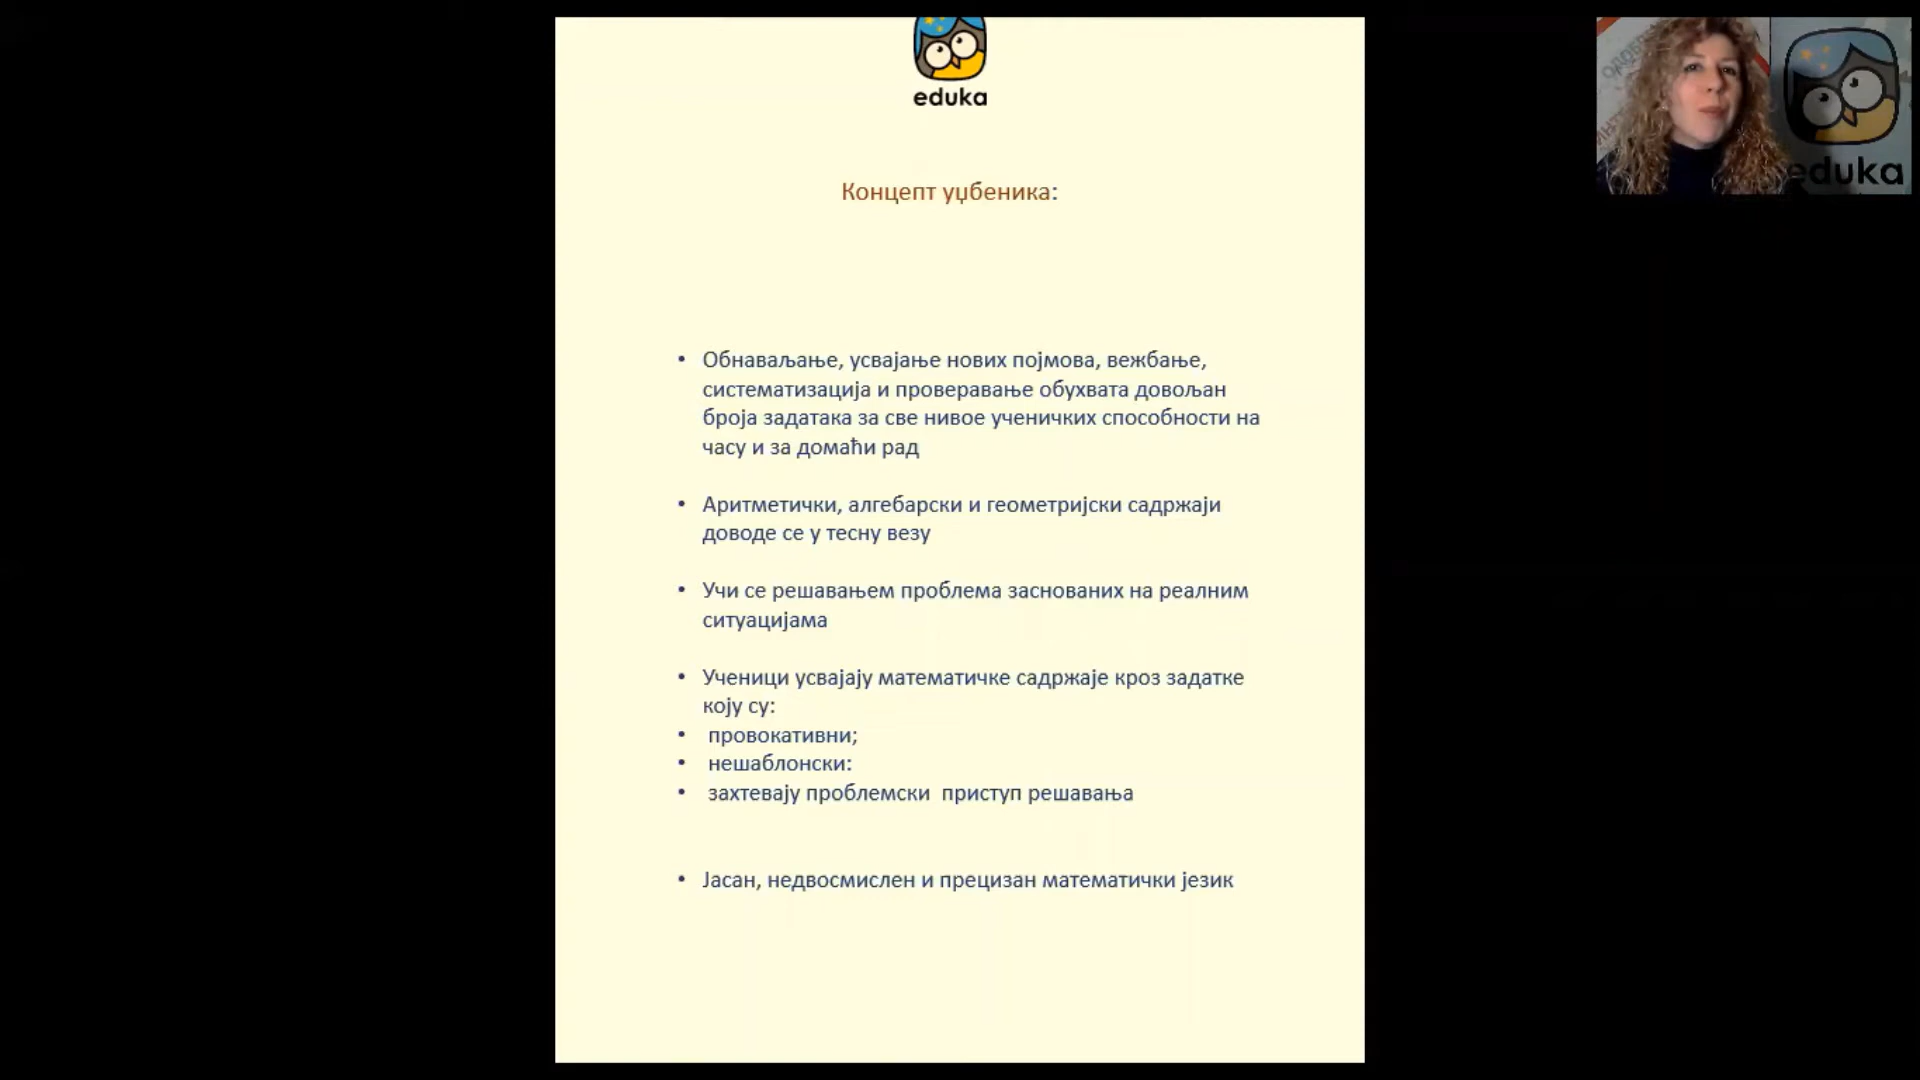 eduka
Концепт уџбеника:
• Обнаваљање, усвајање нових појмова, вежбање,
систематизација и проверавање обухвата довољан
броја задатака за све нивое ученичких способности на
часу и за домаћи рад
• Аритметички, алгебарски и геометријски садржаји
доводе се у тесну везу
• Учи се решавањем проблема заснованих на реалним
ситуацијама
• Ученици усвајају математичке садржаје кроз задатке
коју су:
• провокативни;
• нешаблонски:
• захтевају проблемски приступ решавања
• Јасан, недвосмислен и прецизан математички језик
eduka